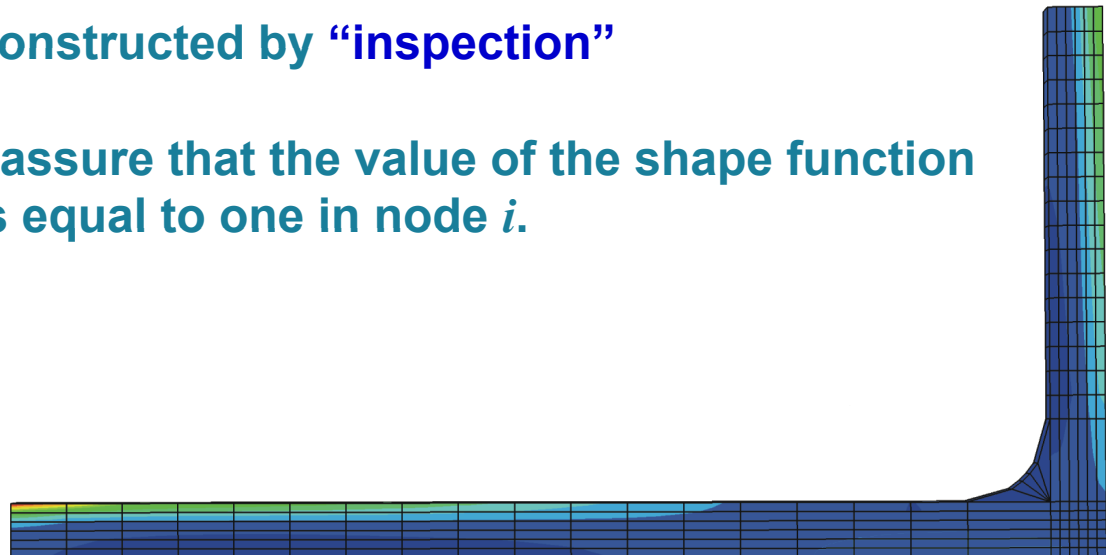 onstructed by “inspection”
assure that the value of the shape function
s equal to one in node i.